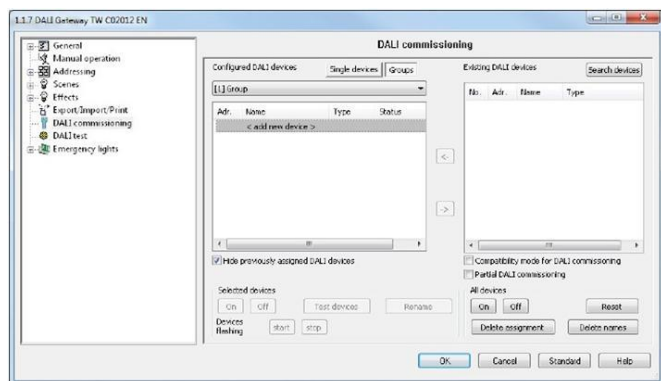 1.1.7 DALI Gateway TW C02012 EN
General
Manual operation
Addressing
Scenes
Effects
Export/Import/Print
DALI commissioning
DALI test
Emergency lights
DALI commissioning
Configured DALI devices Single devices Groups
[1.] Group
Adr. Name Type Status
< add new device >
Hide previously assigned DALI devices
Selected devices
On Off Test devices Rename
Devices flashing start stop
<-
->
Existing DALI devices Search devices
No. Adr. Name Type
Compatibility mode for DALI commissioning
Partial DALI commissioning
All devices
On Off Reset
Delete assignment Delete names
OK Cancel Standard Help